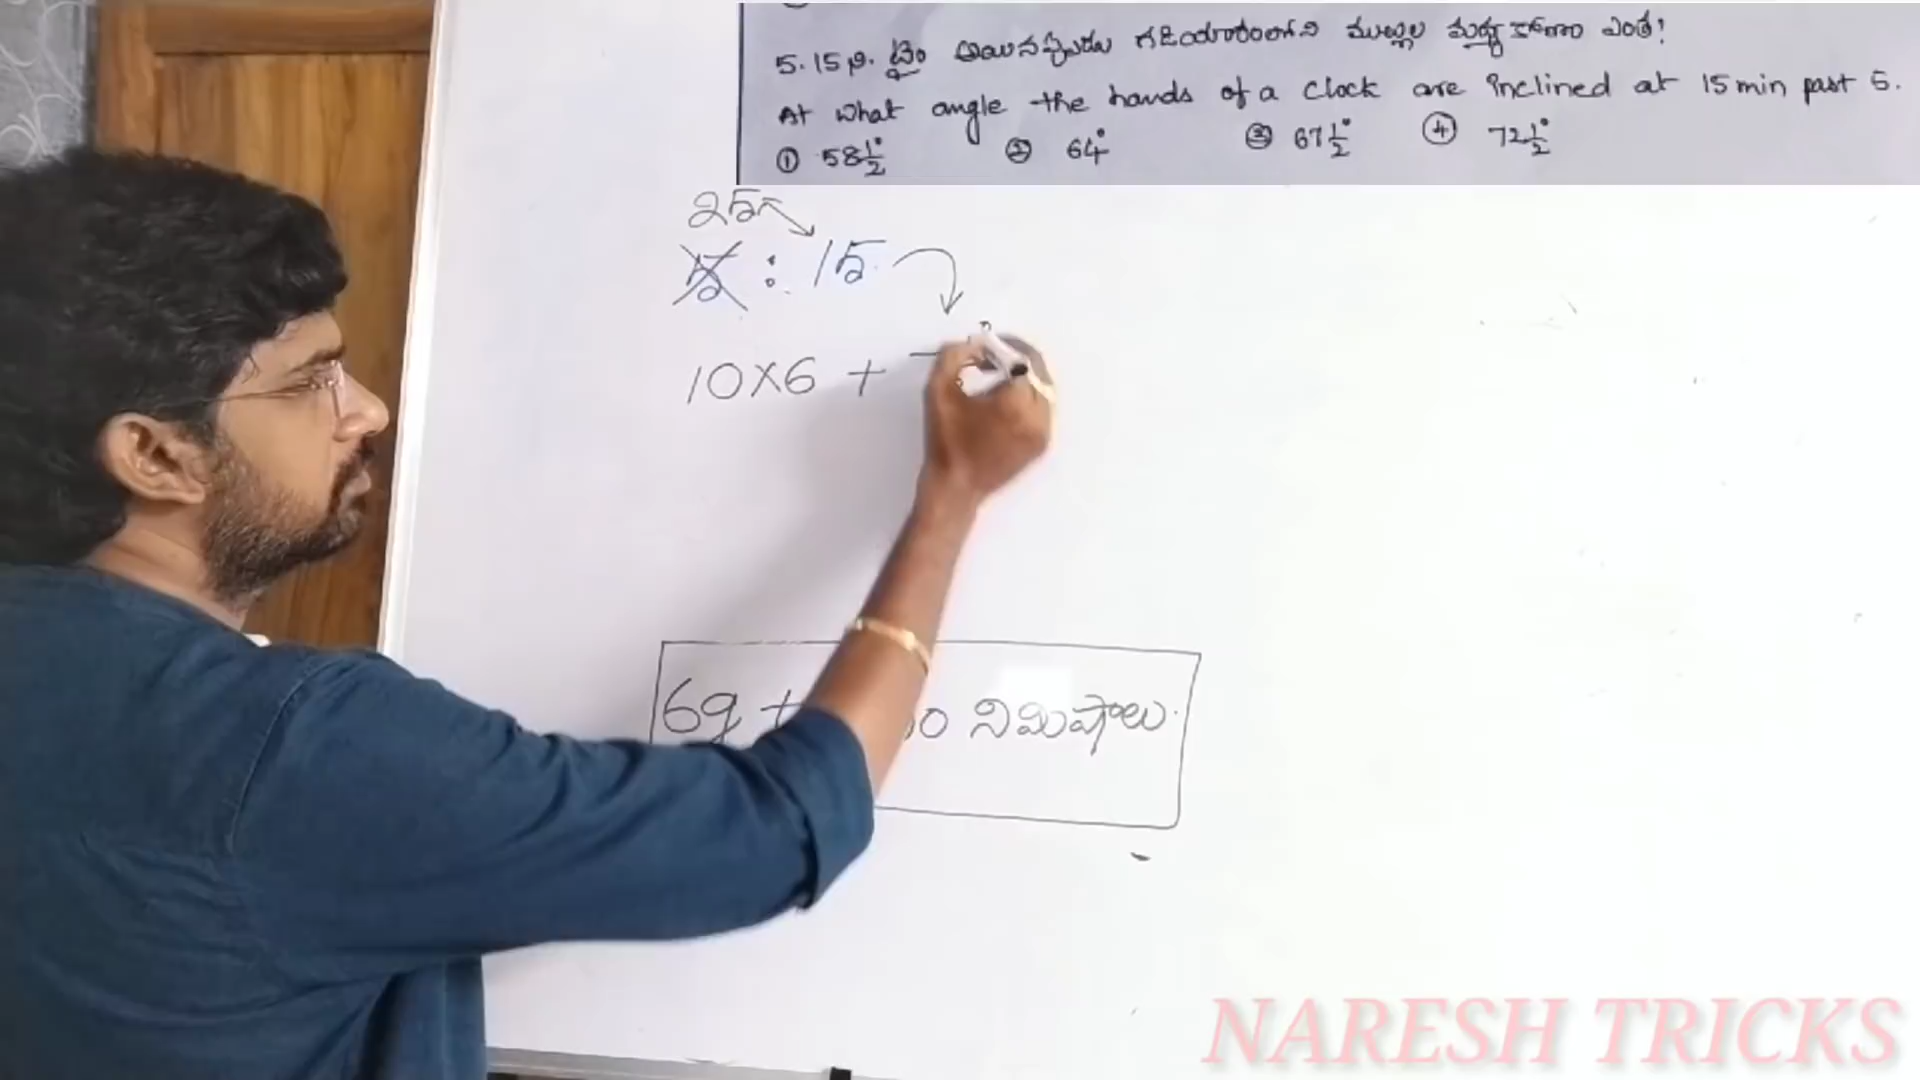 5.15 ని. టైం అయినప్పుడు గడియారంలోని ముల్లుల మధ్య కోణం ఎంత?
At what angle the hands of a clock are inclined at 15 min past 5.
① 58½° ② 64° ③ 67½° ④ 72½°
25
5 : 15
10×6 + 7
6g + నిమిషాలు
NARESH TRICKS